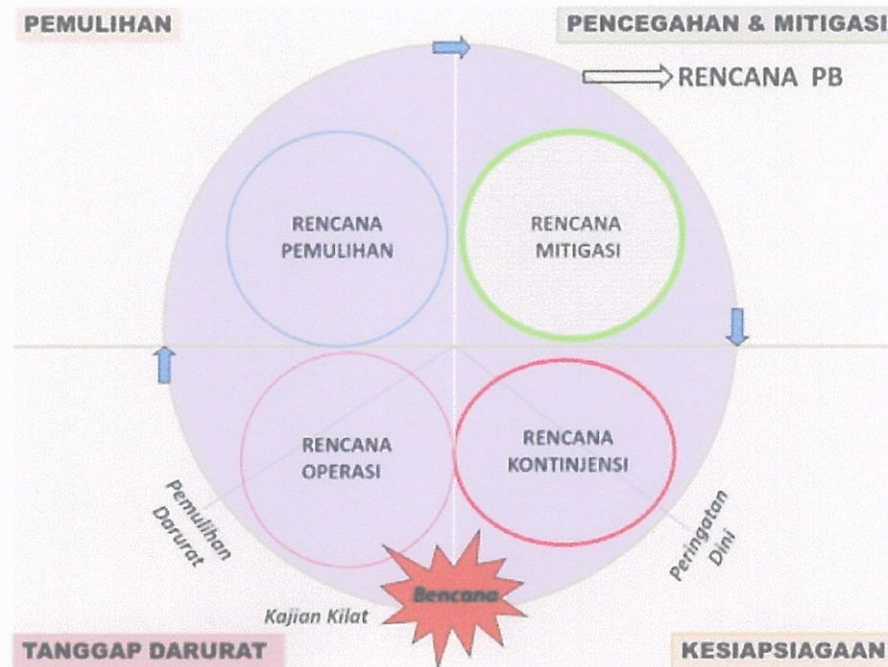 PEMULIHAN
PENCEGAHAN & MITIGASI
RENCANA PB
RENCANA
PEMULIHAN
RENCANA
MITIGASI
RENCANA
OPERASI
RENCANA
KONTINJENSI
Pemulihan
Darurat
Peringatan
Dini
Bencana
Kajian Kilat
TANGGAP DARURAT
KESIAPSIAGAAN